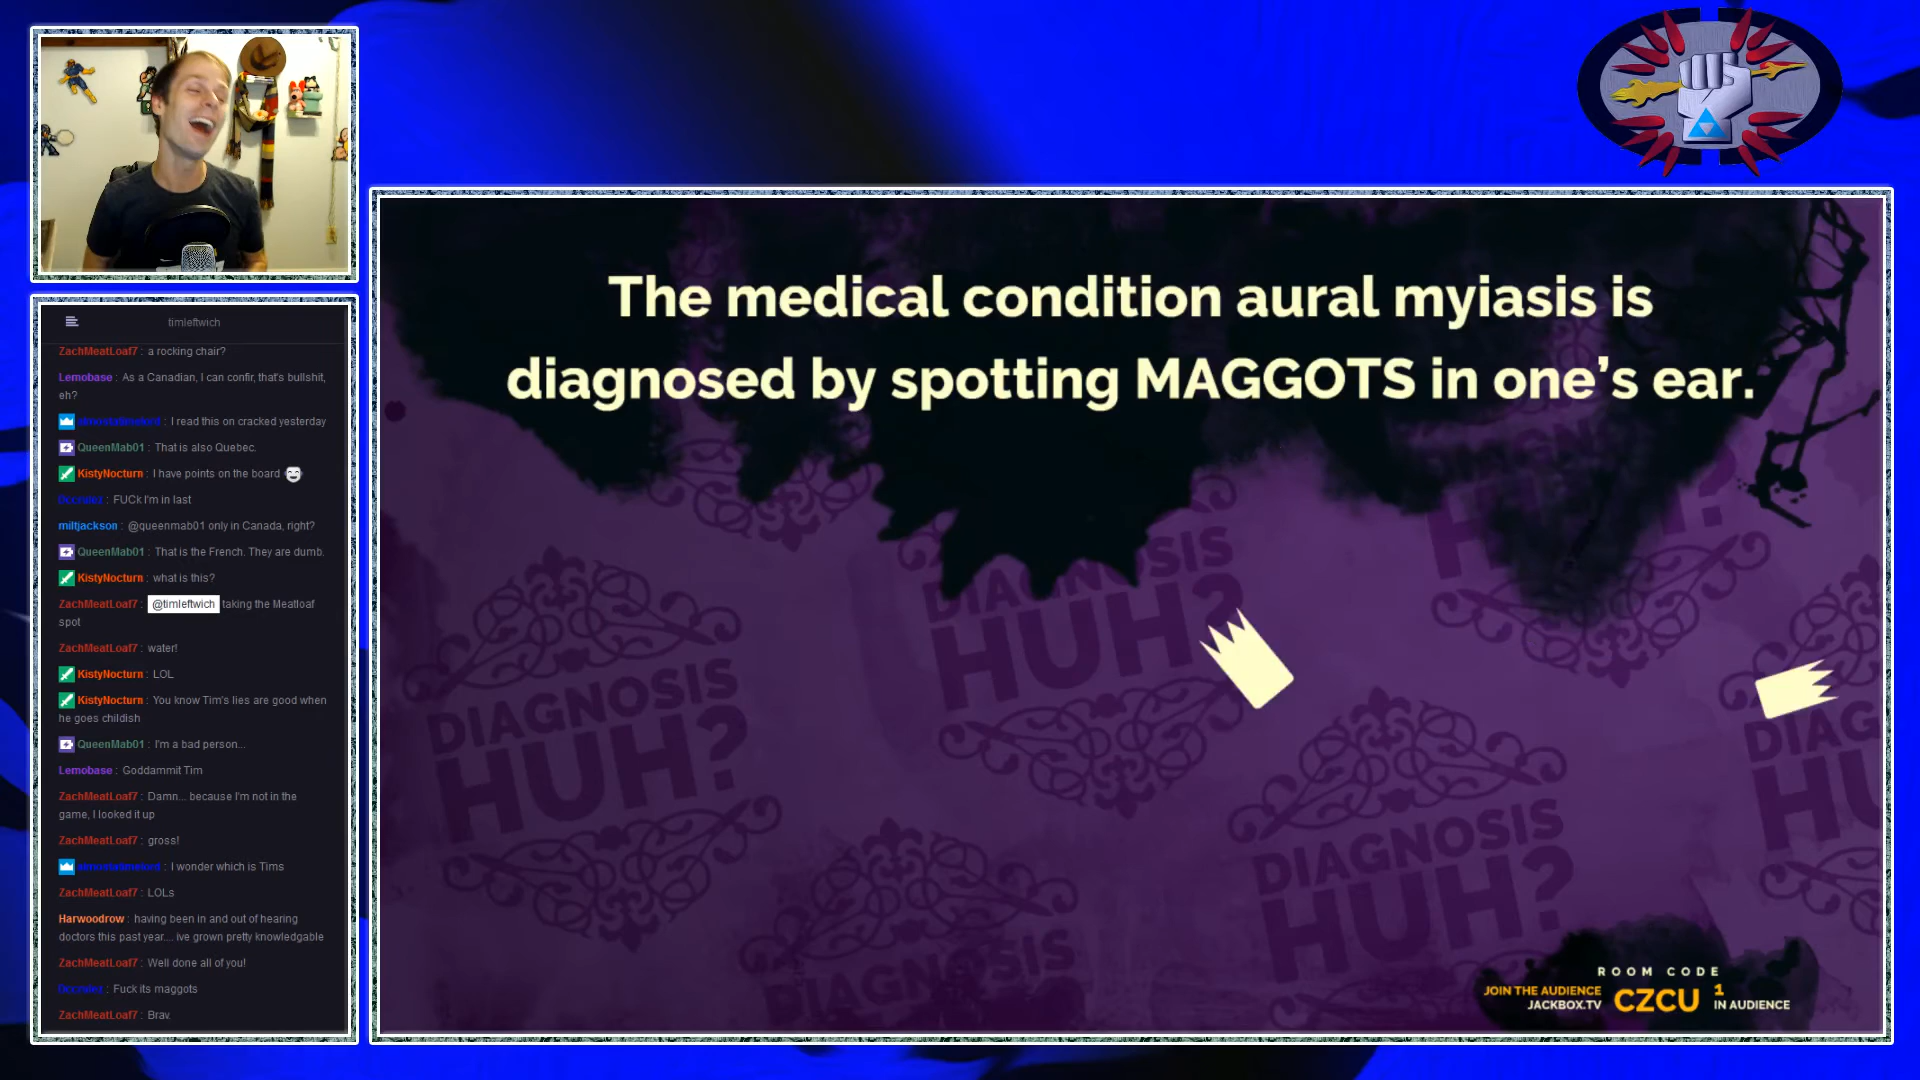 timleftwich
ZachMeatLoaf7 : a rocking chair?
Lemobase : As a Canadian, I can confir, that's bullshit,
eh?
: I read this on cracked yesterday
QueenMab01 : That is also Quebec.
KistyNocturn : I have points on the board
: FUCk I'm in last
miltjackson : @queenmab01 only in Canada, right?
QueenMab01 : That is the French. They are dumb.
KistyNocturn : what is this?
ZachMeatLoaf7 : @timleftwich taking the Meatloaf
spot
ZachMeatLoaf7 : water!
KistyNocturn : LOL
KistyNocturn : You know Tim's lies are good when
he goes childish
QueenMab01 : I'm a bad person...
Lemobase : Goddammit Tim
ZachMeatLoaf7 : Damn... because I'm not in the
game, I looked it up
ZachMeatLoaf7 : gross!
: I wonder which is Tims
ZachMeatLoaf7 : LOLs
Harwoodrow : having been in and out of hearing
doctors this past year.... ive grown pretty knowledgable
ZachMeatLoaf7 : Well done all of you!
: Fuck its maggots
ZachMeatLoaf7 : Brav.
The medical condition aural myiasis is
diagnosed by spotting MAGGOTS in one's ear.
DIAGNOSIS
HUH?
DIAGNOSIS
HUH?
DIAGNOSIS
HUH?
DIAG
HU
DIAGNOSIS
ROOM CODE
JOIN THE AUDIENCE
JACKBOX.TV
CZCU
1
IN AUDIENCE